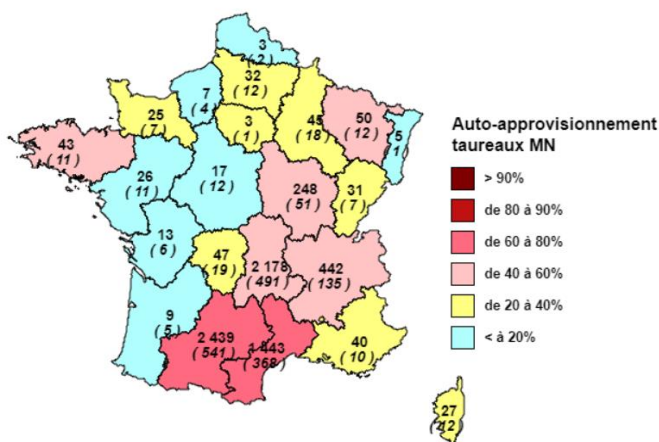 3
( 2 )
32
( 12 )
7
( 4 )
25
( 7 )
3
( 1 )
45
( 18 )
50
( 12 )
5
43
( 11 )
26
( 11 )
17
( 12 )
248
( 51 )
31
( 7 )
13
( 6 )
47
( 19 )
2 178
( 491 )
442
( 135 )
9
( 5 )
2 439
( 541 )
( 368 )
40
( 10 )
27
Auto-approvisionnement
taureaux MN
> 90%
de 80 à 90%
de 60 à 80%
de 40 à 60%
de 20 à 40%
< à 20%